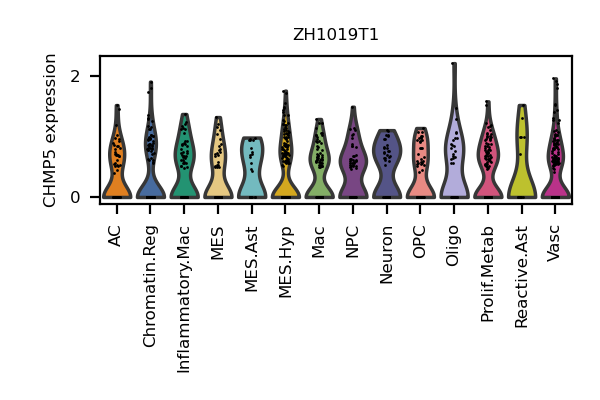 ZH1019T1
CHMP5 expression
2
0
AC
Chromatin.Reg
Inflammatory.Mac
MES
MES.Ast
MES.Hyp
Mac
NPC
Neuron
OPC
Oligo
Prolif.Metab
Reactive.Ast
Vasc